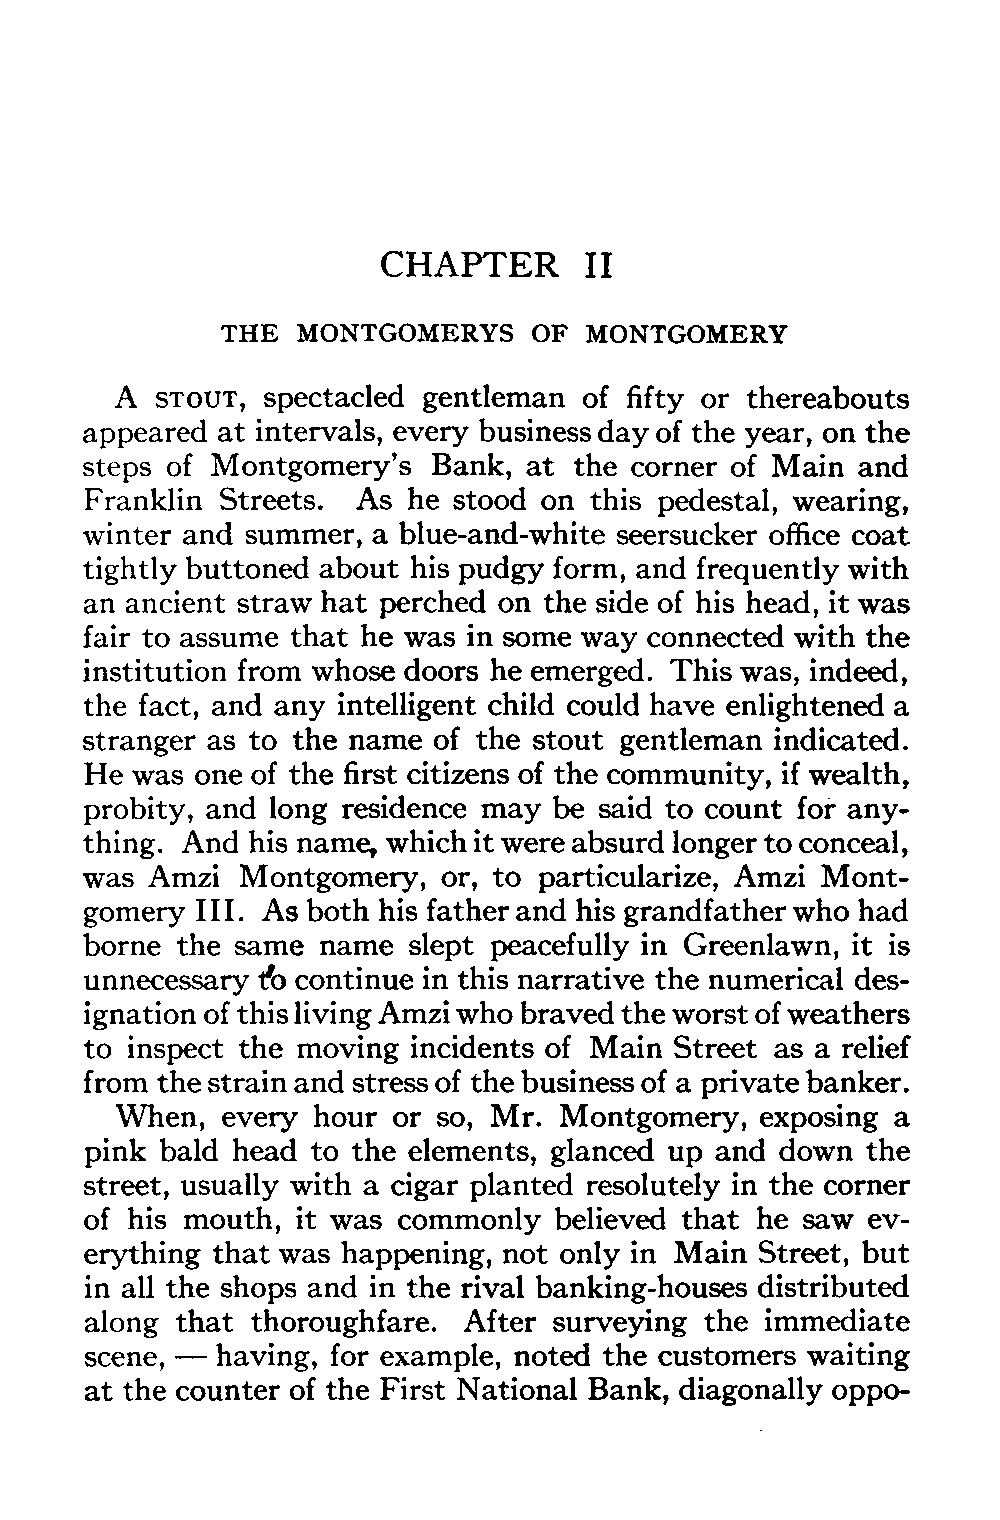 CHAPTER II
THE MONTGOMERYS OF MONTGOMERY
A STOUT, spectacled gentleman of fifty or thereabouts
appeared at intervals, every business day of the year, on the
steps of Montgomery's Bank, at the corner of Main and
Franklin Streets. As he stood on this pedestal, wearing,
winter and summer, a blue-and-white seersucker office coat
tightly buttoned about his pudgy form, and frequently with
an ancient straw hat perched on the side of his head, it was
fair to assume that he was in some way connected with the
institution from whose doors he emerged. This was, indeed,
the fact, and any intelligent child could have enlightened a
stranger as to the name of the stout gentleman indicated.
He was one of the first citizens of the community, if wealth,
probity, and long residence may be said to count for any-
thing. And his name, which it were absurd longer to conceal,
was Amzi Montgomery, or, to particularize, Amzi Mont-
gomery III. As both his father and his grandfather who had
borne the same name slept peacefully in Greenlawn, it is
unnecessary to continue in this narrative the numerical des-
ignation of this living Amzi who braved the worst of weathers
to inspect the moving incidents of Main Street as a relief
from the strain and stress of the business of a private banker.
When, every hour or so, Mr. Montgomery, exposing a
pink bald head to the elements, glanced up and down the
street, usually with a cigar planted resolutely in the corner
of his mouth, it was commonly believed that he saw ev-
erything that was happening, not only in Main Street, but
in all the shops and in the rival banking-houses distributed
along that thoroughfare. After surveying the immediate
scene, — having, for example, noted the customers waiting
at the counter of the First National Bank, diagonally oppo-